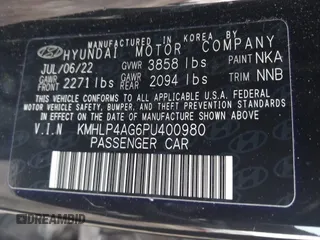 MANUFACTURED IN KOREA BY
HYUNDAI MOTOR COMPANY
JUL/06/22 GVWR 3858 lbs PAINT NKA
GAWR FRONT 2271 lbs GAWR REAR 2094 lbs TRIM NNB
THIS VEHICLE CONFORMS TO ALL APPLICABLE U.S.A. FEDERAL
MOTOR VEHICLE SAFETY, BUMPER, AND THEFT PREVENTION
STANDARDS IN EFFECT ON THE DATE OF MANUFACTURE SHOWN ABOVE.
V.I.N KMHLP4AG6PU400980
PASSENGER CAR
DREAMBID